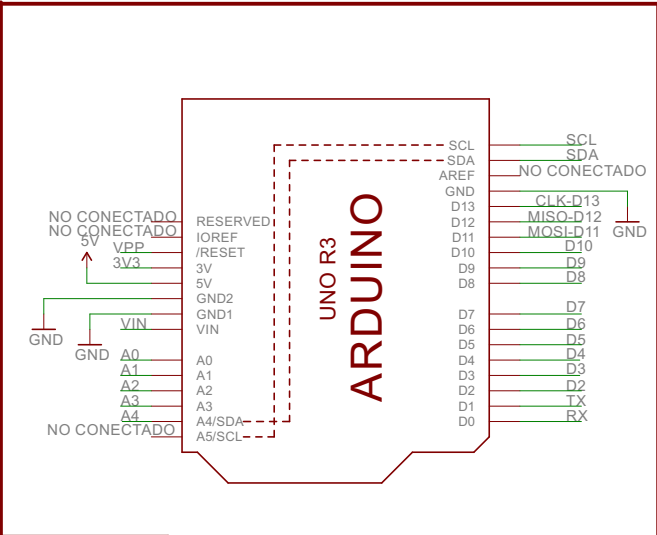 NO CONECTADO
NO CONECTADO
5V
VPP
3V3
GND
GND
VIN
A0
A1
A2
A3
A4
NO CONECTADO
RESERVED
IOREF
/RESET
3V
5V
GND2
GND1
VIN
A0
A1
A2
A3
A4/SDA
A5/SCL
UNO R3
ARDUINO
SCL
SDA
AREF
GND
D13
D12
D11
D10
D9
D8
D7
D6
D5
D4
D3
D2
D1
D0
SCL
SDA
NO CONECTADO
CLK-D13
MISO-D12
MOSI-D11
GND
D10
D9
D8
D7
D6
D5
D4
D3
D2
TX
RX